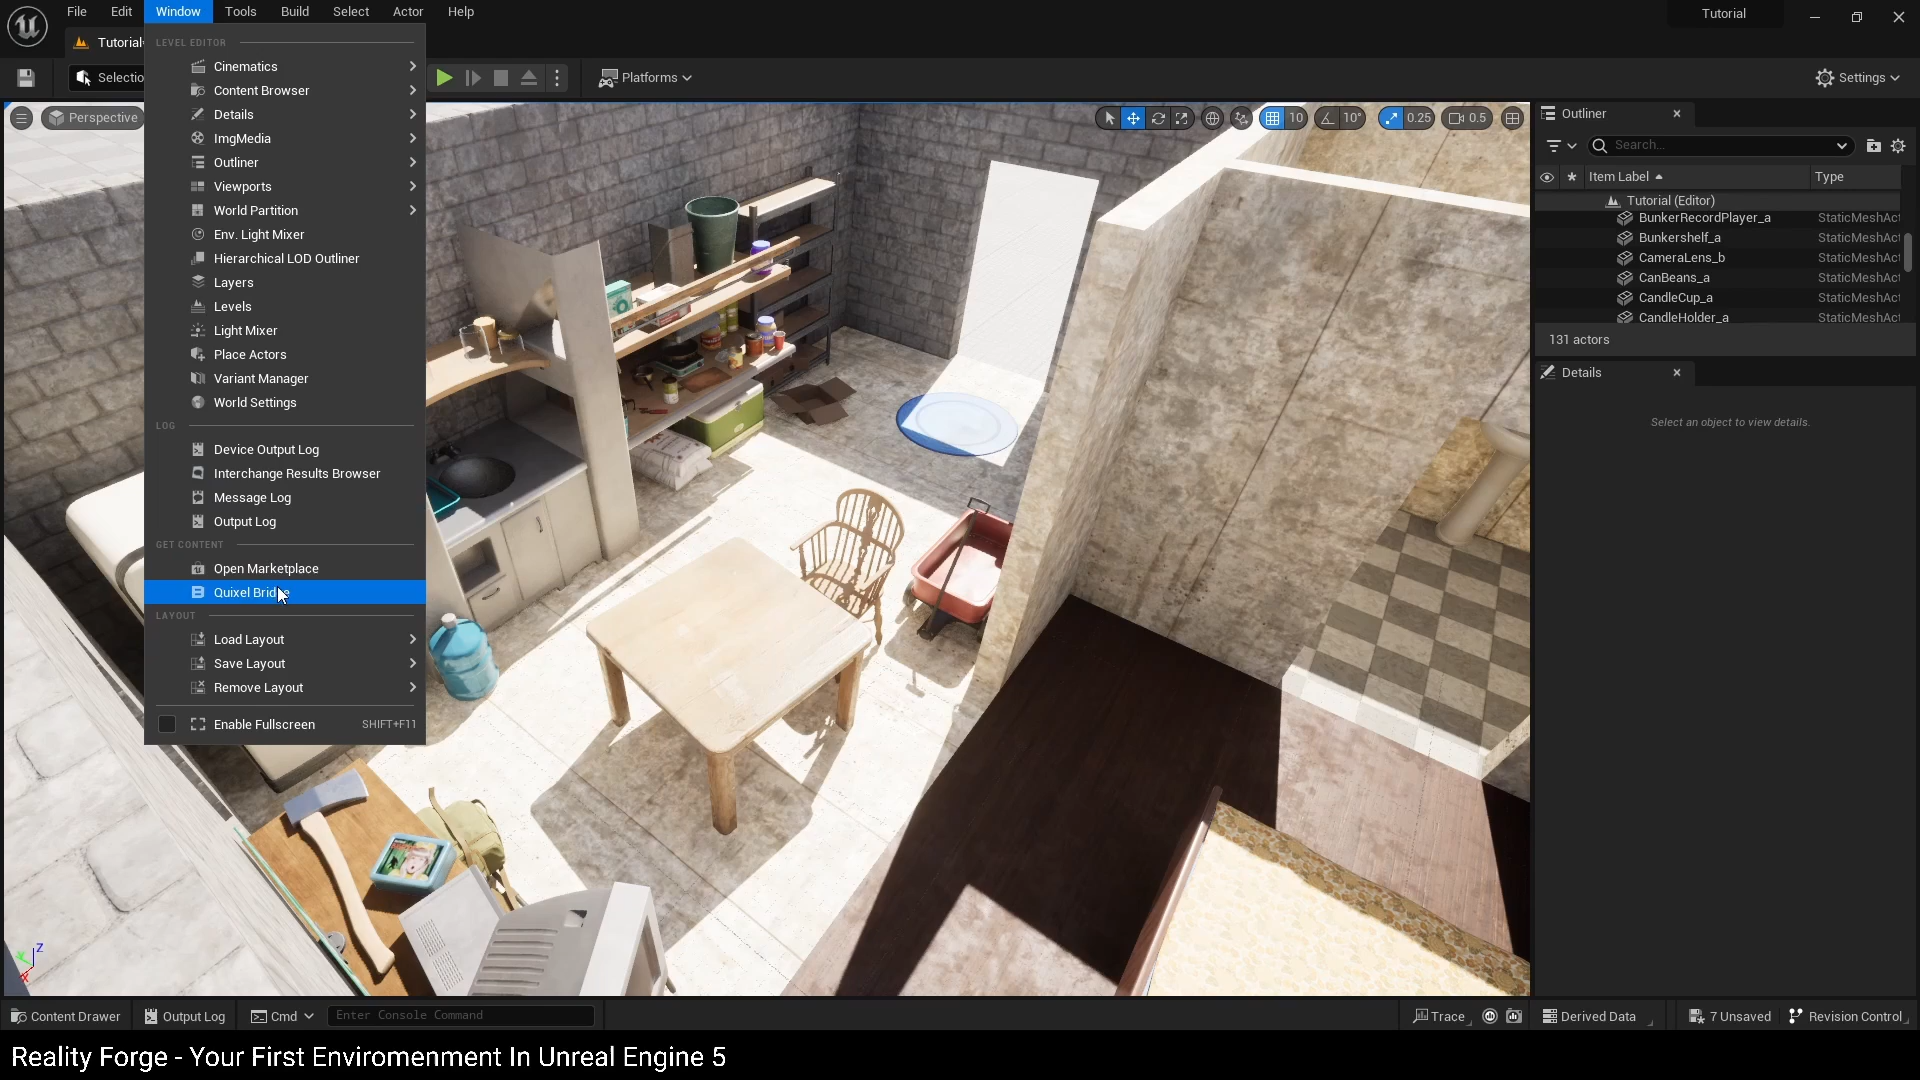 File Edit Window Tools Build Select Actor Help
Tutorial
Tutorial
Selectio
Platforms
Settings
LEVEL EDITOR
Cinematics
Content Browser
Details
ImgMedia
Outliner
Viewports
World Partition
Env. Light Mixer
Hierarchical LOD Outliner
Layers
Levels
Light Mixer
Place Actors
Variant Manager
World Settings
LOG
Device Output Log
Interchange Results Browser
Message Log
Output Log
GET CONTENT
Open Marketplace
Quixel Bridge
LAYOUT
Load Layout
Save Layout
Remove Layout
Enable Fullscreen SHIFT+F11
Perspective
10 10° 0.25 0.5
Z
X
Outliner
Search...
Item Label Type
Tutorial (Editor)
BunkerRecordPlayer_a StaticMeshAct
Bunkershelf_a StaticMeshAct
CameraLens_b StaticMeshAct
CanBeans_a StaticMeshAct
CandleCup_a StaticMeshAct
CandleHolder_a StaticMeshAct
131 actors
Details
Select an object to view details.
Content Drawer Output Log Cmd Enter Console Command Trace Derived Data 7 Unsaved Revision Control
Reality Forge - Your First Enviromenment In Unreal Engine 5